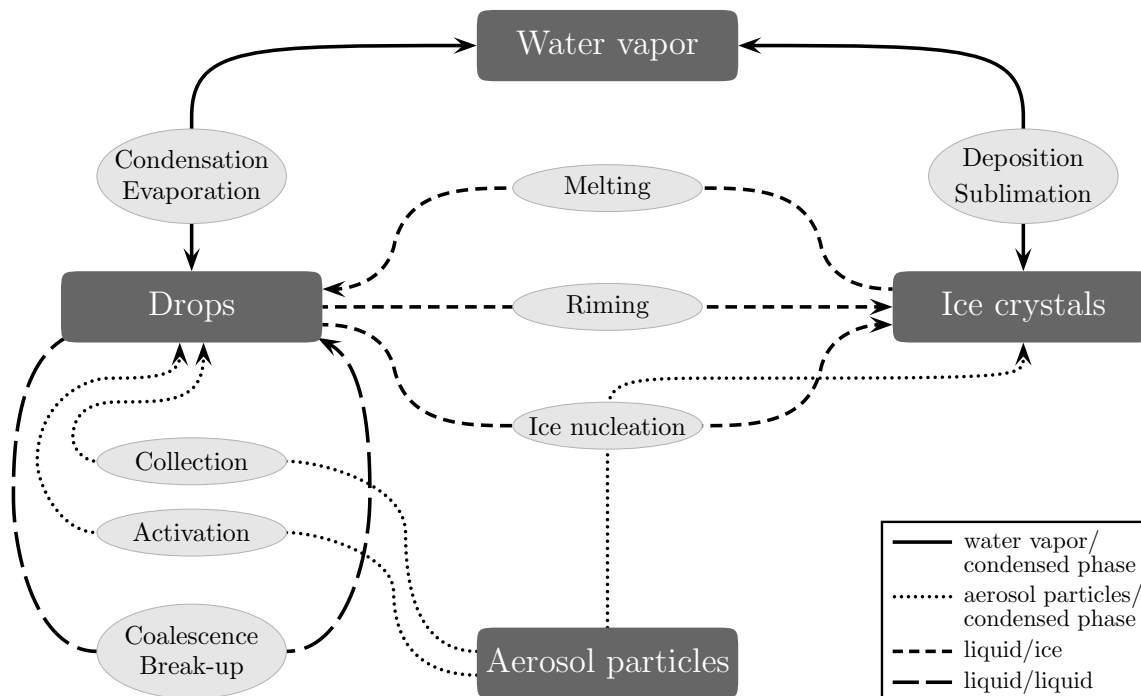 Water vapor
Condensation
Evaporation
Deposition
Sublimation
Melting
Drops
Riming
Ice crystals
Ice nucleation
Collection
Activation
Coalescence
Break-up
Aerosol particles
water vapor/
condensed phase
aerosol particles/
condensed phase
liquid/ice
liquid/liquid